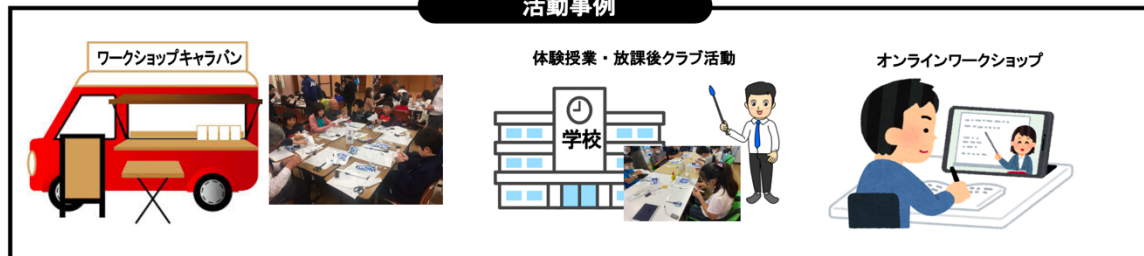 活動事例
ワークショップキャラバン
体験授業・放課後クラブ活動
オンラインワークショップ
学校